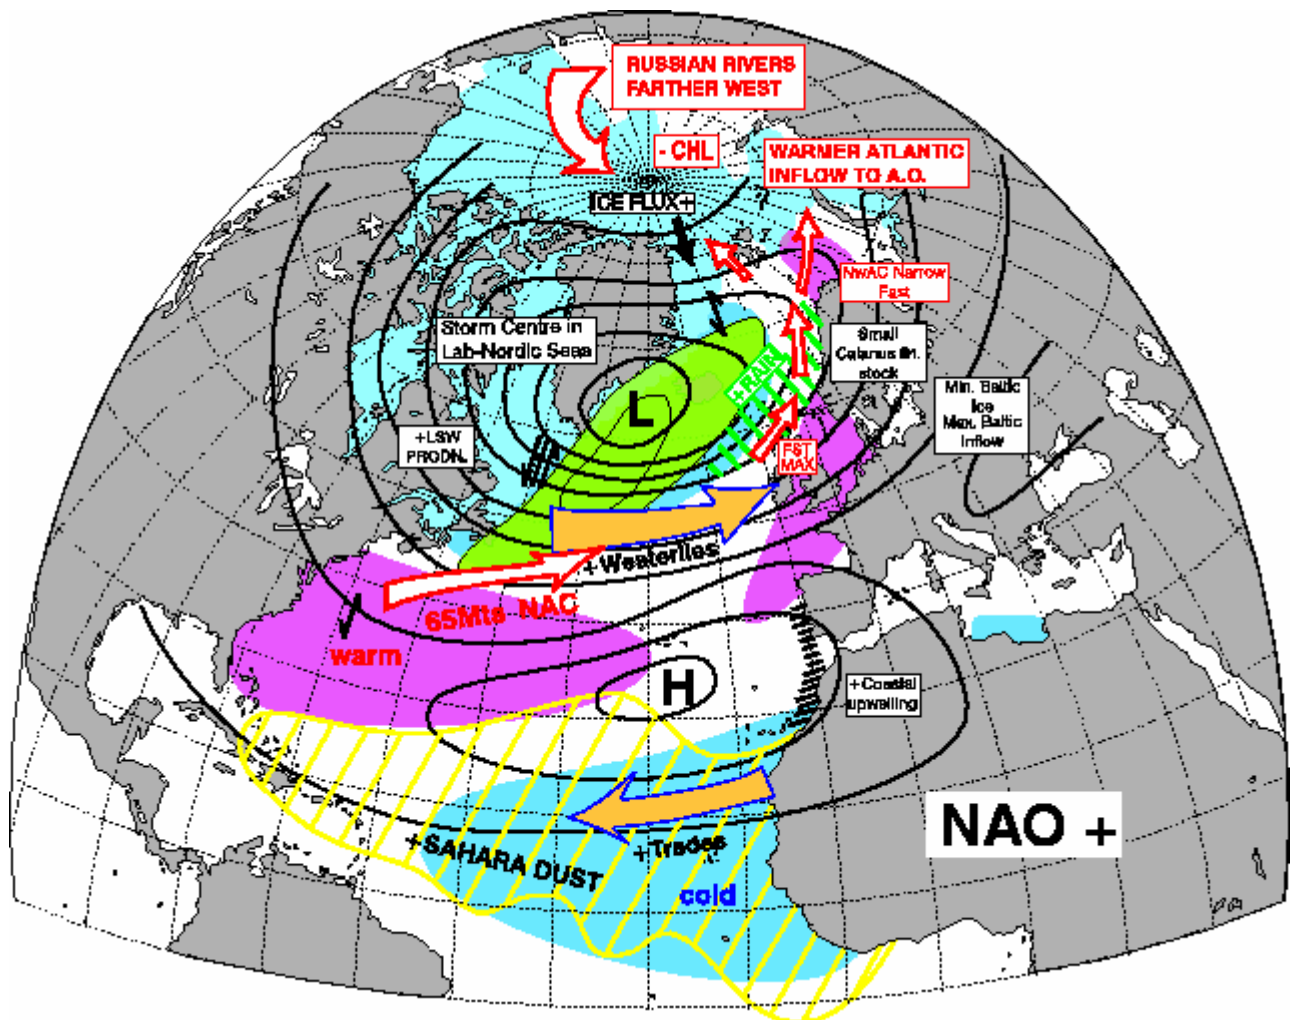 RUSSIAN RIVERS
FARTHER WEST
- CHL
WARMER ATLANTIC
INFLOW TO A.O.
ICE FLUX+
NwAC Narrow
Fast
Storm Centre in
Lab-Nordic Seas
Small
Calanus fin.
stock
+RAIN
L
Min. Baltic
Ice
Max. Baltic
Inflow
+LSW
PRODN.
FST
MAX
+Westerlies
65Mts NAC
warm
H
+Coastal
upwelling
NAO +
+SAHARA DUST
+Trades
cold